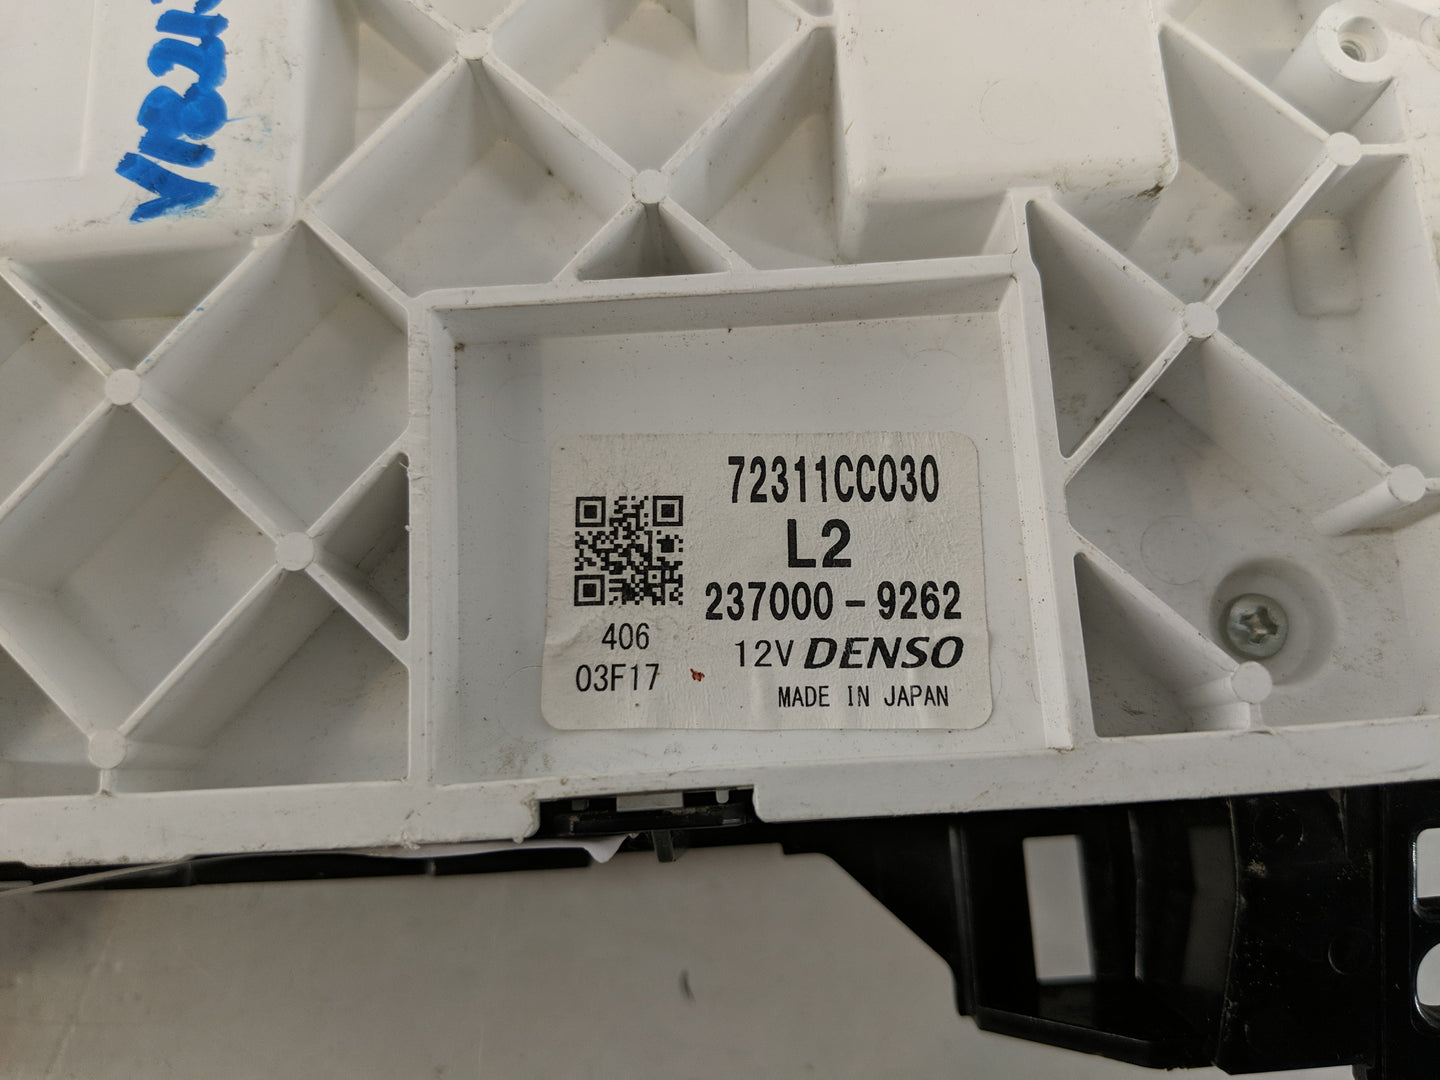 72311CC030
L2
237000-9262
406
12V DENSO
03F17
MADE IN JAPAN